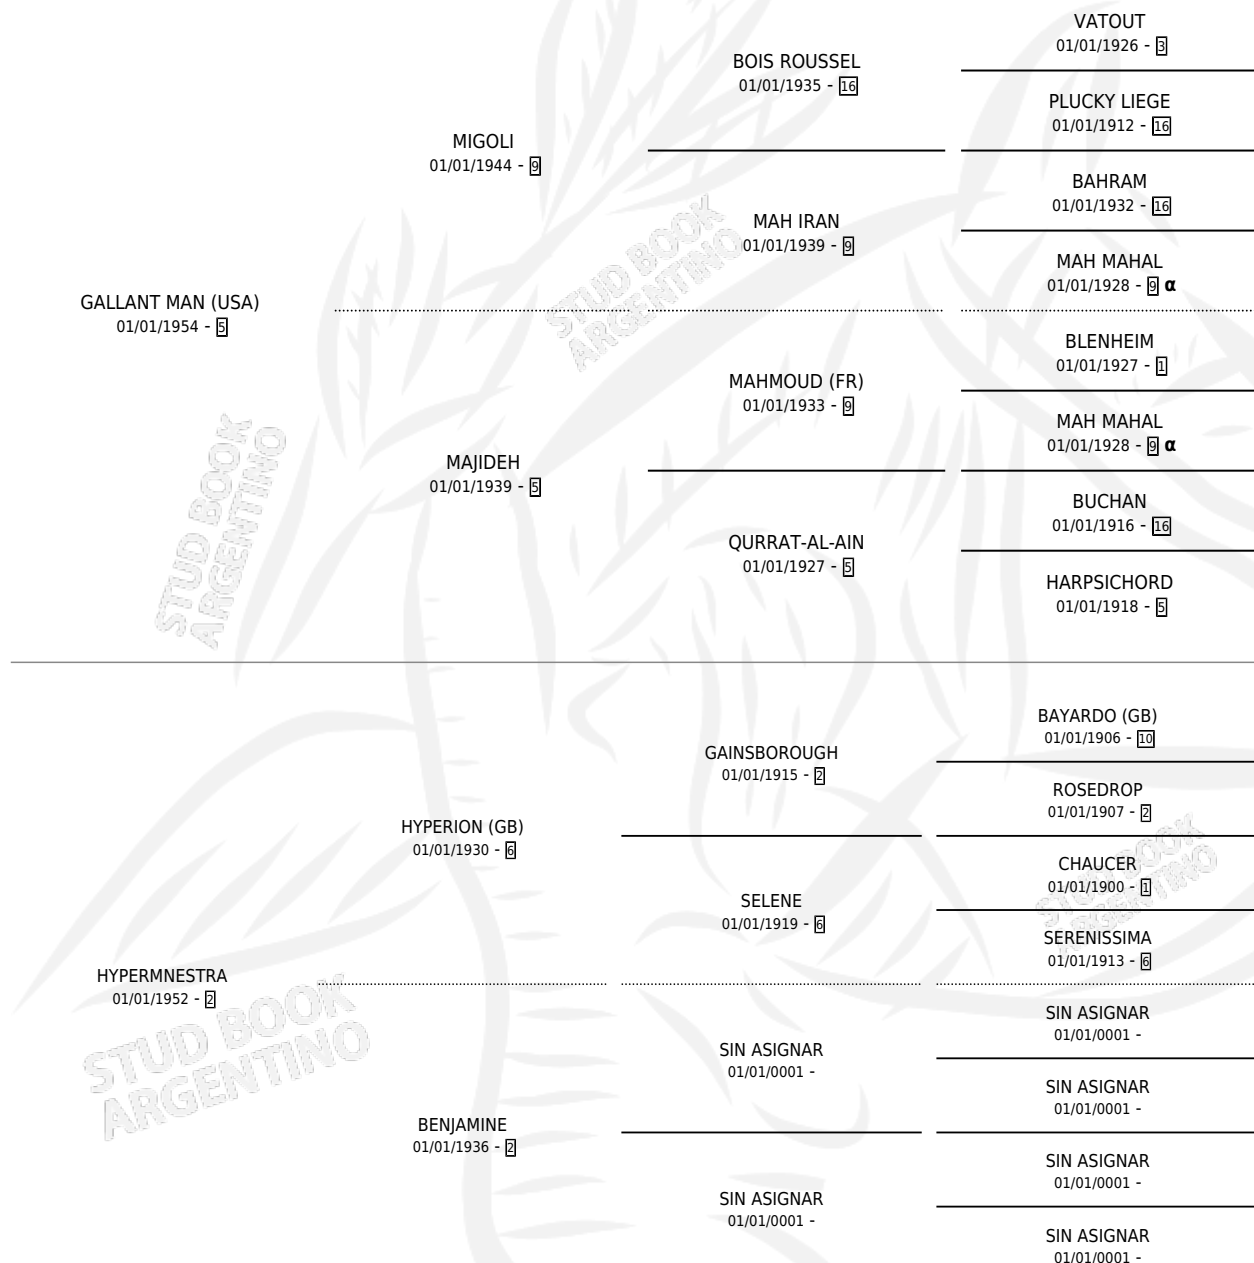 VATOUT
01/01/1926 - 3
BOIS ROUSSEL
01/01/1935 - 16
PLUCKY LIEGE
01/01/1912 - 16
MIGOLI
01/01/1944 - 9
BAHRAM
01/01/1932 - 16
MAH IRAN
01/01/1939 - 9
MAH MAHAL
01/01/1928 - 9 α
GALLANT MAN (USA)
01/01/1954 - 5
BLENHEIM
01/01/1927 - 1
MAHMOUD (FR)
01/01/1933 - 9
MAH MAHAL
01/01/1928 - 9 α
MAJIDEH
01/01/1939 - 5
BUCHAN
01/01/1916 - 16
QURRAT-AL-AIN
01/01/1927 - 5
HARPSICHORD
01/01/1918 - 5
BAYARDO (GB)
01/01/1906 - 10
GAINSBOROUGH
01/01/1915 - 2
ROSEDROP
01/01/1907 - 2
HYPERION (GB)
01/01/1930 - 6
CHAUCER
01/01/1900 - 1
SELENE
01/01/1919 - 6
SERENISSIMA
01/01/1913 - 6
HYPERMNESTRA
01/01/1952 - 2
SIN ASIGNAR
01/01/0001 -
SIN ASIGNAR
01/01/0001 -
SIN ASIGNAR
01/01/0001 -
BENJAMINE
01/01/1936 - 2
SIN ASIGNAR
01/01/0001 -
SIN ASIGNAR
01/01/0001 -
SIN ASIGNAR
01/01/0001 -
STUD BOOK
ARGENTINO
STUD BOOK
ARGENTINO
STUD BOOK
ARGENTINO
STUD BOOK
ARGENTINO